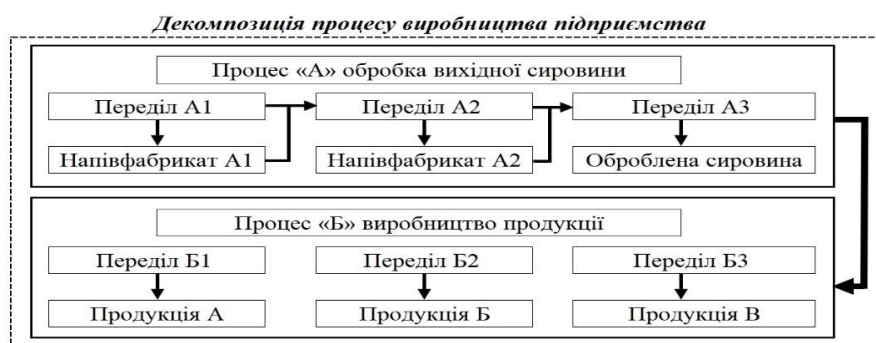 Декомпозиція процесу виробництва підприємства
Процес «А» обробка вихідної сировини
Переділ А1
Переділ А2
Переділ А3
Напівфабрикат А1
Напівфабрикат А2
Оброблена сировина
Процес «Б» виробництво продукції
Переділ Б1
Переділ Б2
Переділ Б3
Продукція А
Продукція Б
Продукція В